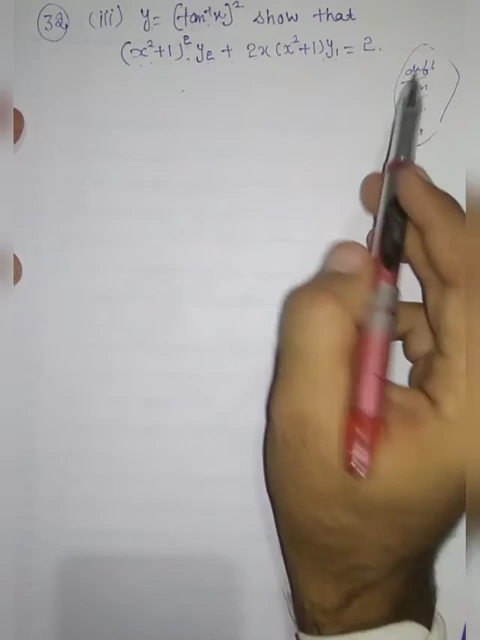 32. (iii) y = (tan⁻¹x)² show that
(x²+1)² y₂ + 2x(x²+1)y₁ = 2.